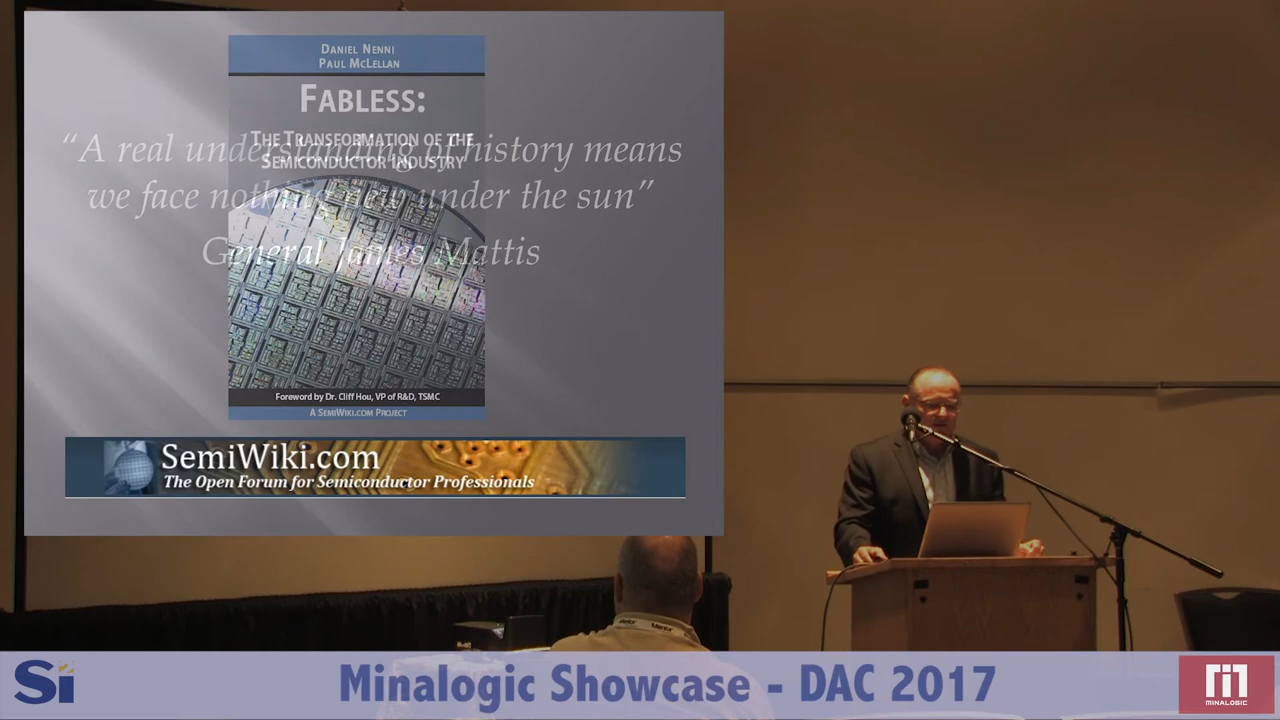 DANIEL NENNI
PAUL MCLELLAN
FABLESS:
THE TRANSFORMATION OF THE
SEMICONDUCTOR INDUSTRY
“A real understanding of history means
we face nothing new under the sun”
General James Mattis
Foreword by Dr. Cliff Hou, VP of R&D, TSMC
A SEMIWIKI.COM PROJECT
SemiWiki.com
The Open Forum for Semiconductor Professionals
Mentor
Si
Minalogic Showcase - DAC 2017
MINALOGIC